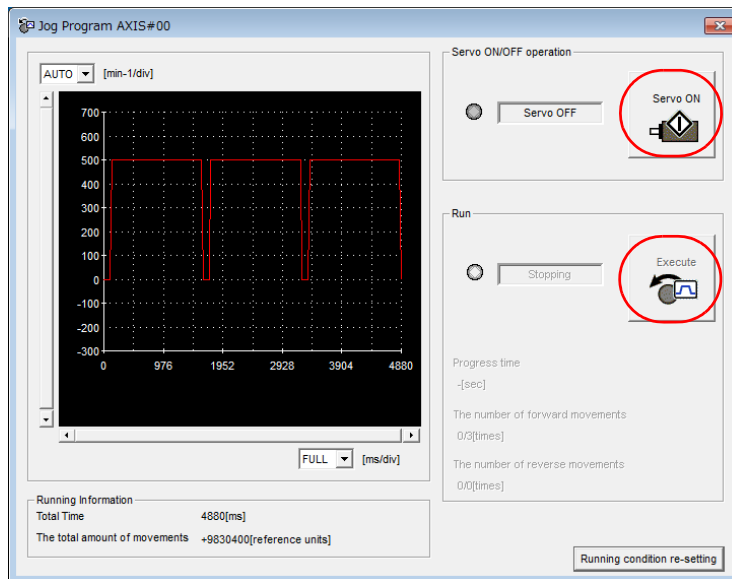 Jog Program AXIS#00
AUTO [min-1/div]
700
600
500
400
300
200
100
0
-100
-200
-300
0 976 1952 2928 3904 4880
FULL [ms/div]
Running Information
Total Time 4880[ms]
The total amount of movements +9830400[reference units]
Servo ON/OFF operation
Servo OFF
Servo ON
Run
Stopping
Execute
Progress time
-[sec]
The number of forward movements
0/3[times]
The number of reverse movements
0/0[times]
Running condition re-setting